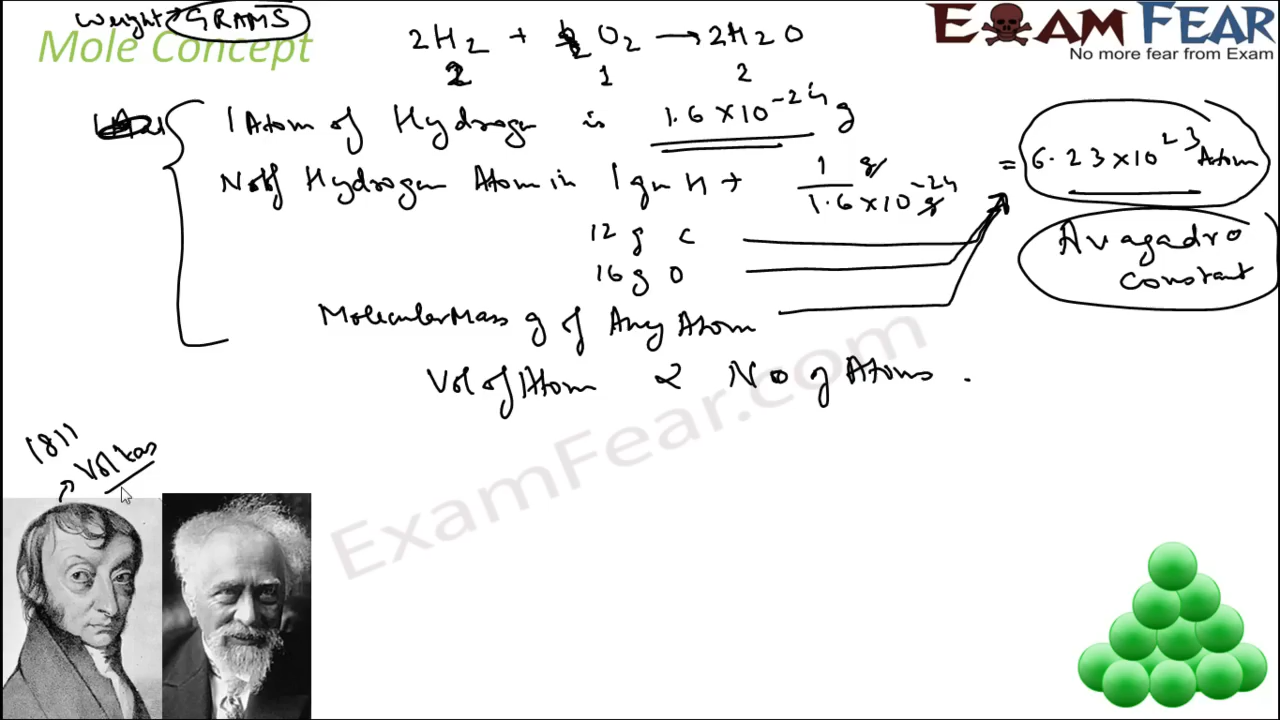 Weight → GRAMS
Mole Concept
2H2 + 2 O2 → 2H2O
2 1 2
EXAM FEAR
No more fear from Exam
1 Atom of Hydrogen is 1.6 × 10^-24 g
No of Hydrogen Atom in 1 gm H → 1 g / 1.6 × 10^-24 g = 6.23 × 10^23 Atom
12 g C
16 g O
Avagadro
constant
Molecular Mass g of Any Atom
Vol of Atom ∝ No of Atoms.
1811
ExamFear.com